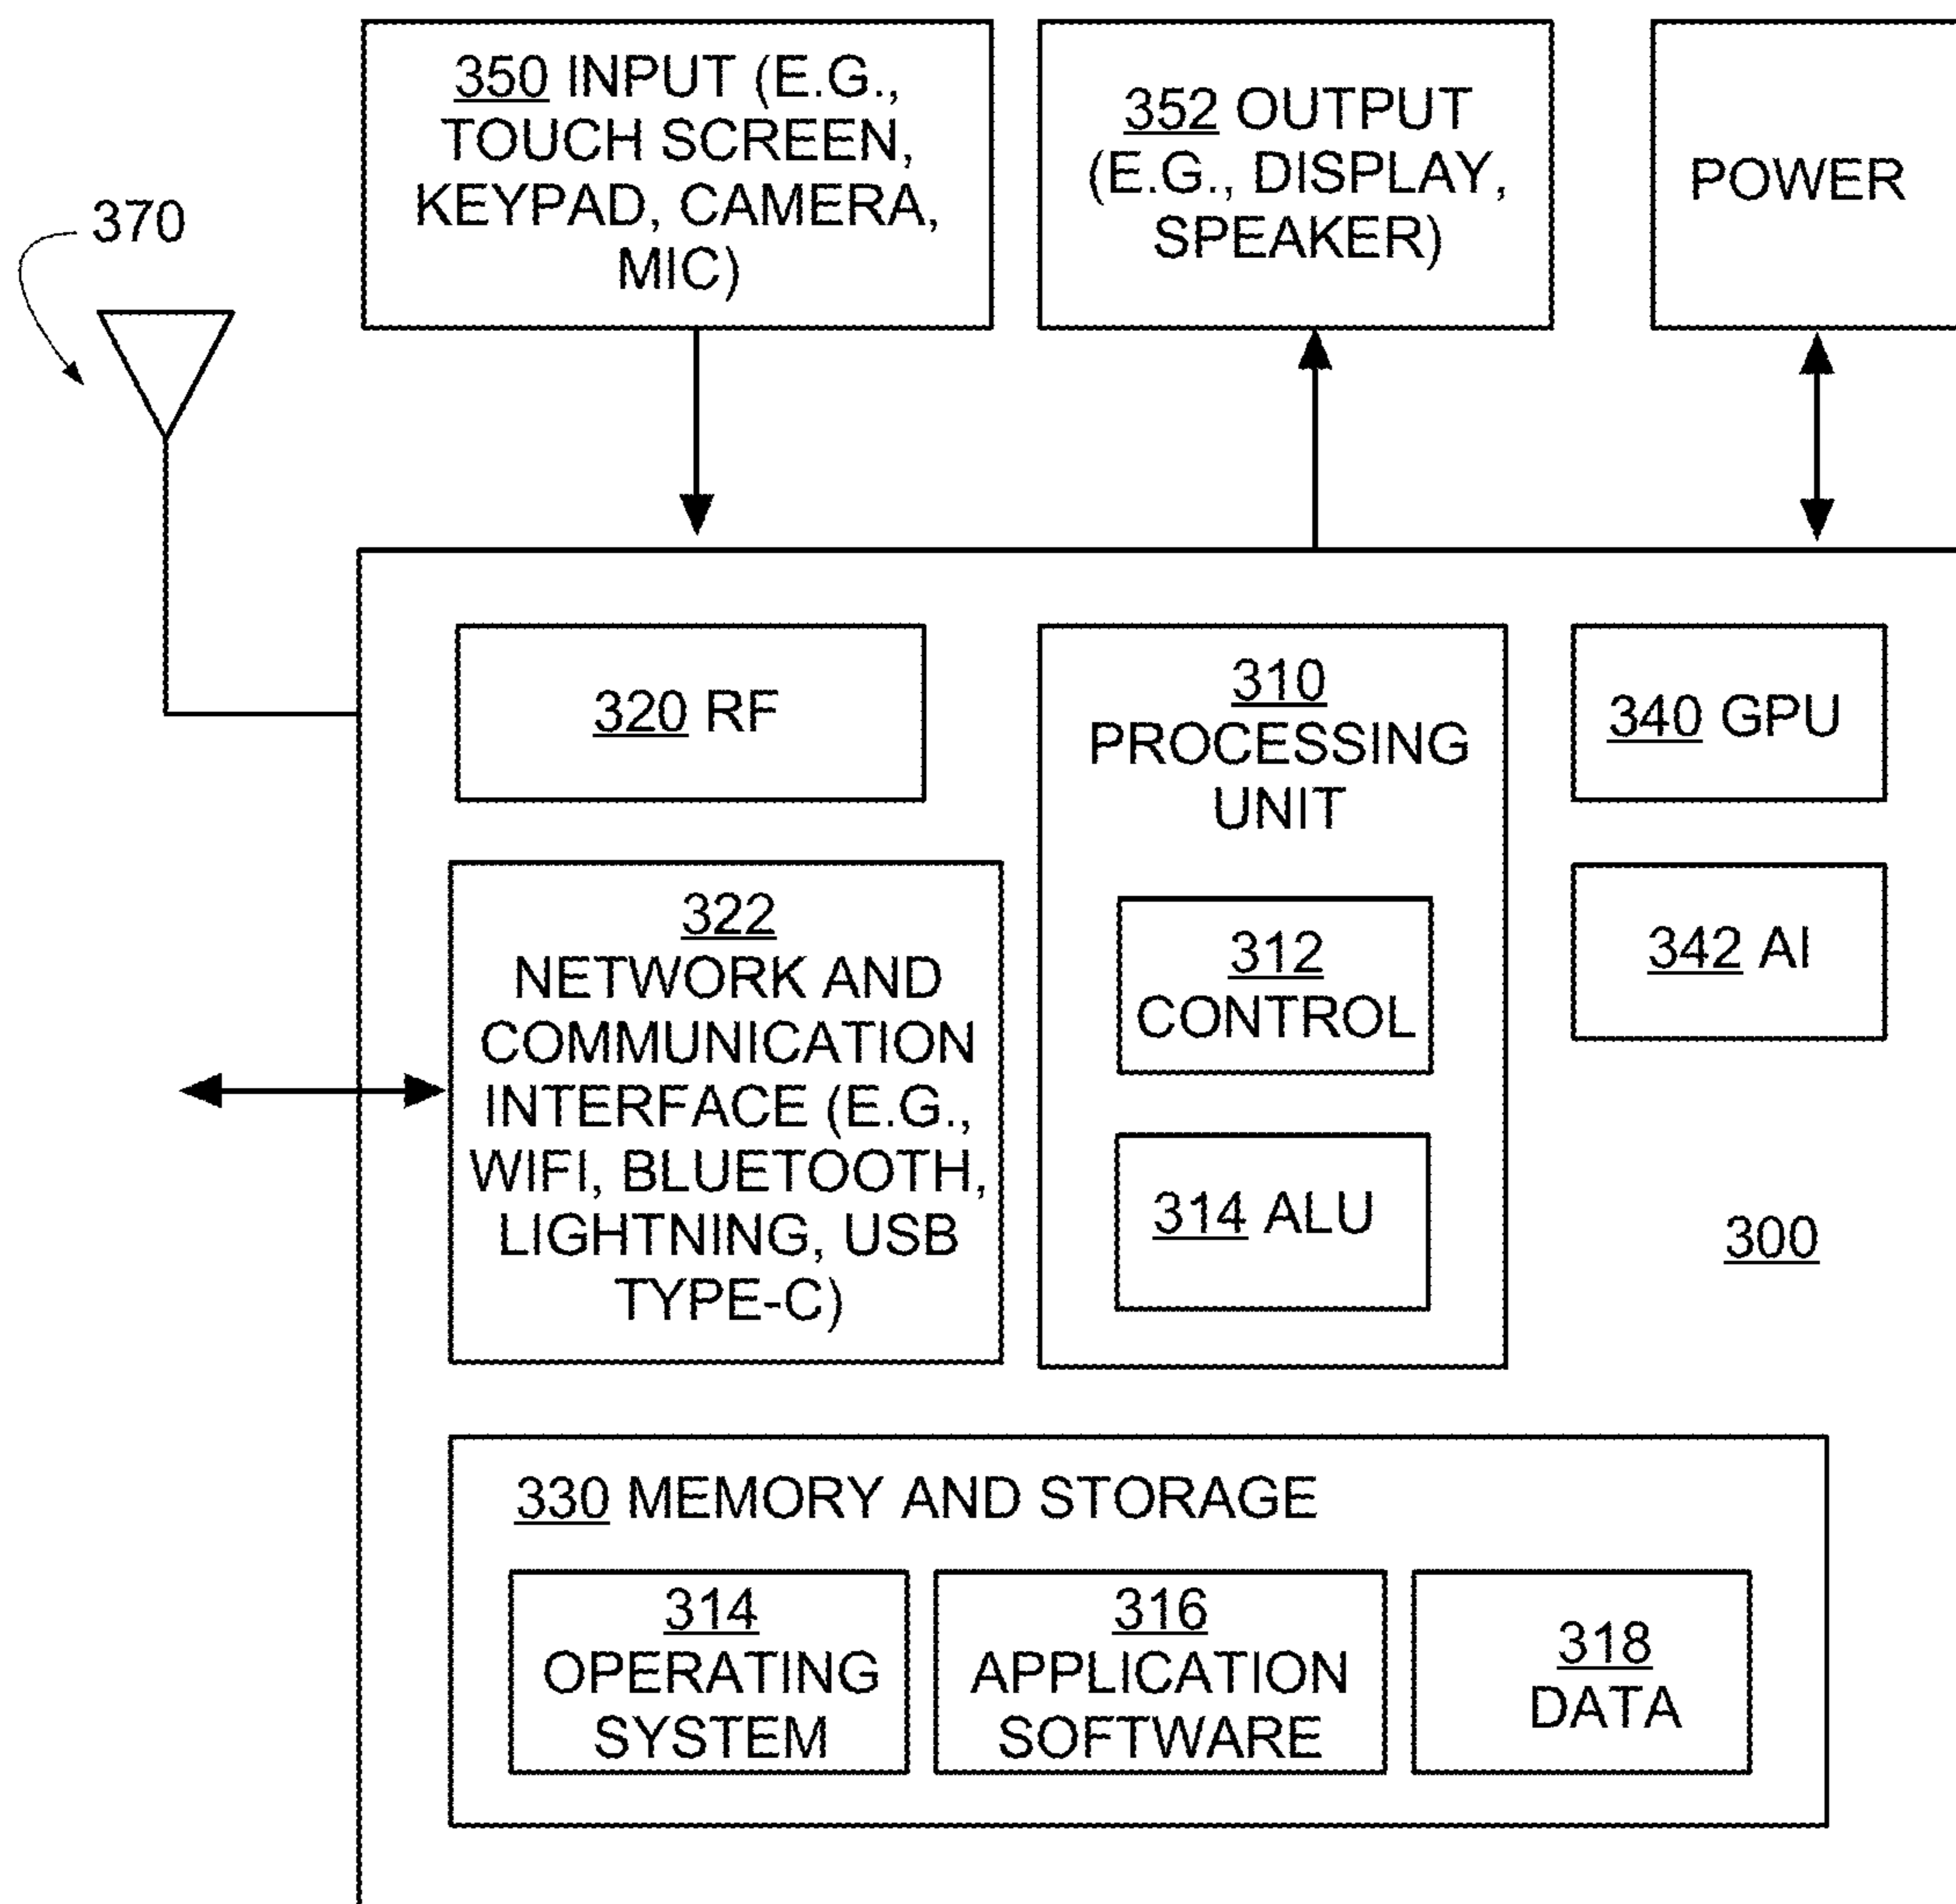 350 INPUT (E.G.,
TOUCH SCREEN,
KEYPAD, CAMERA,
MIC)
352 OUTPUT
(E.G., DISPLAY,
SPEAKER)
POWER
370
320 RF
310
PROCESSING
UNIT
340 GPU
322
NETWORK AND
COMMUNICATION
INTERFACE (E.G.,
WIFI, BLUETOOTH,
LIGHTNING, USB
TYPE-C)
312
CONTROL
342 AI
314 ALU
300
330 MEMORY AND STORAGE
314
OPERATING
SYSTEM
316
APPLICATION
SOFTWARE
318
DATA